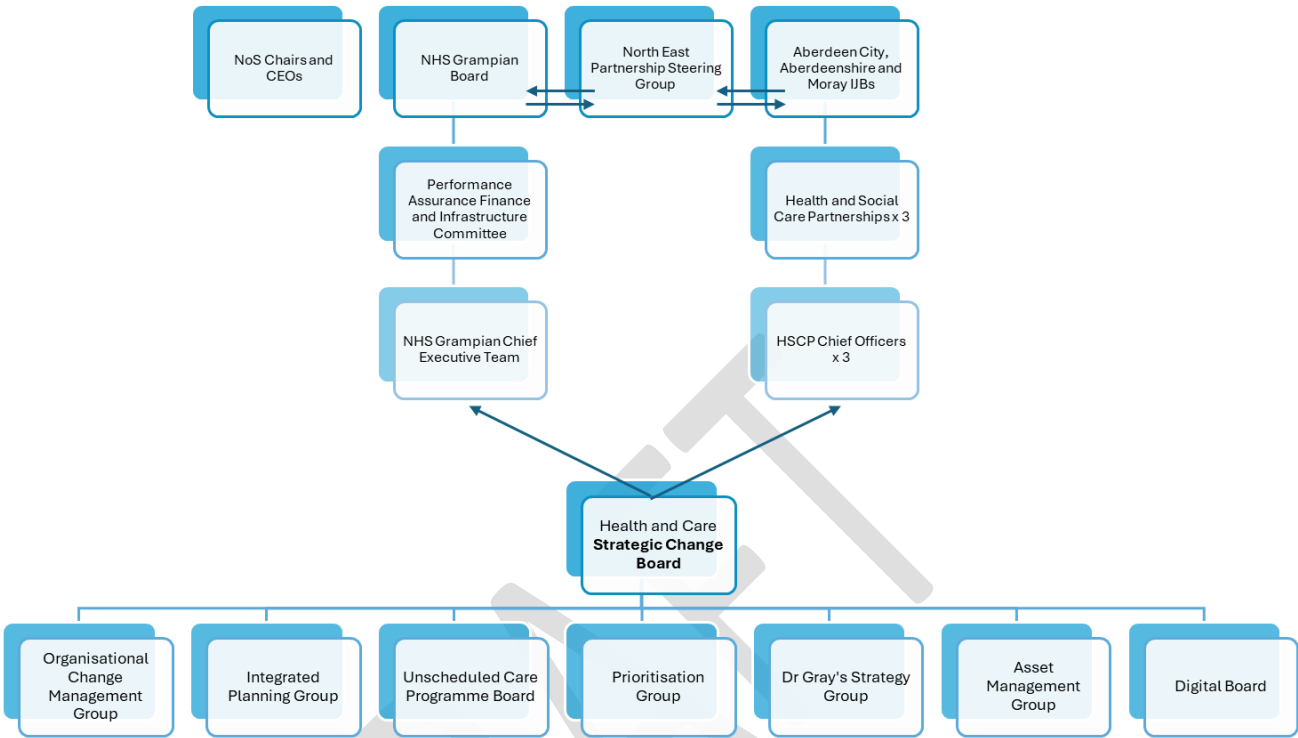 NoS Chairs and
CEOs
NHS Grampian
Board
North East
Partnership Steering
Group
Aberdeen City,
Aberdeenshire and
Moray IJBs
Performance
Assurance Finance
and Infrastructure
Committee
Health and Social
Care Partnerships x 3
NHS Grampian Chief
Executive Team
HSCP Chief Officers
x 3
Health and Care
Strategic Change
Board
Organisational
Change
Management
Group
Integrated
Planning Group
Unscheduled Care
Programme Board
Prioritisation
Group
Dr Gray's Strategy
Group
Asset
Management
Group
Digital Board